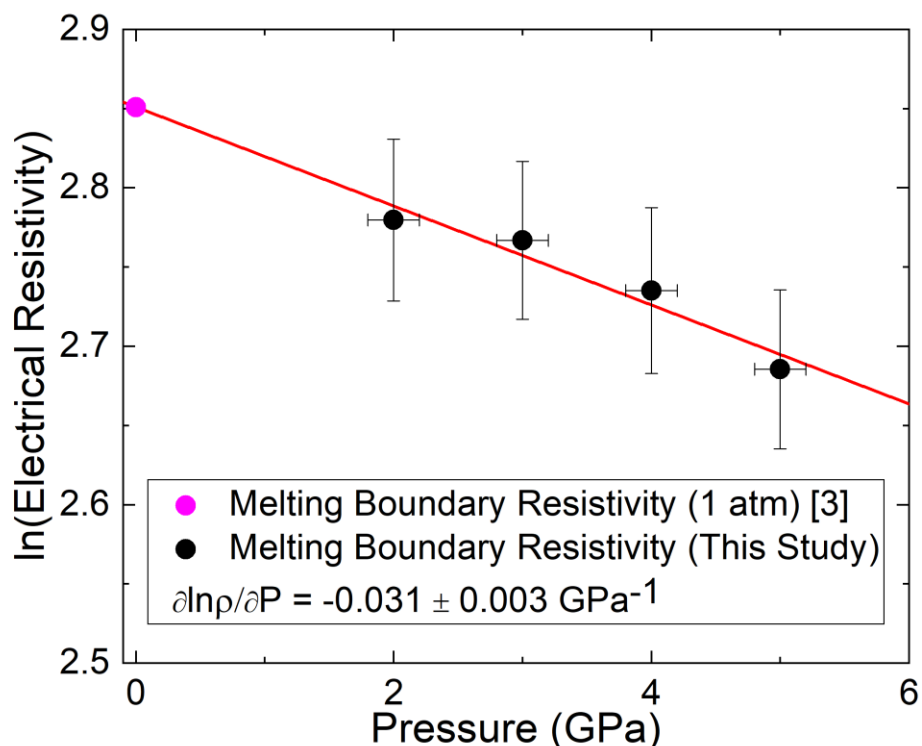 2.9
2.8
2.7
2.6
2.5
ln(Electrical Resistivity)
Melting Boundary Resistivity (1 atm) [3]
Melting Boundary Resistivity (This Study)
∂lnρ/∂P = -0.031 ± 0.003 GPa⁻¹
0 2 4 6
Pressure (GPa)